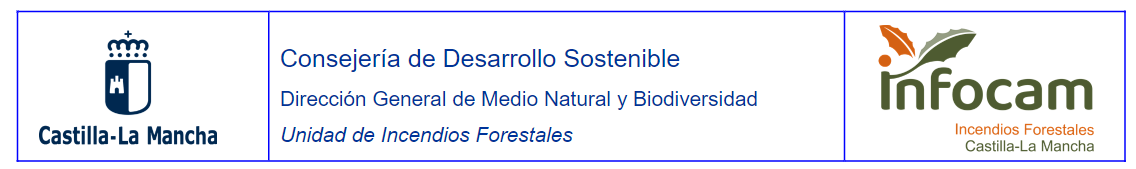 Castilla-La Mancha
Consejería de Desarrollo Sostenible
Dirección General de Medio Natural y Biodiversidad
Unidad de Incendios Forestales
infocam
Incendios Forestales
Castilla-La Mancha